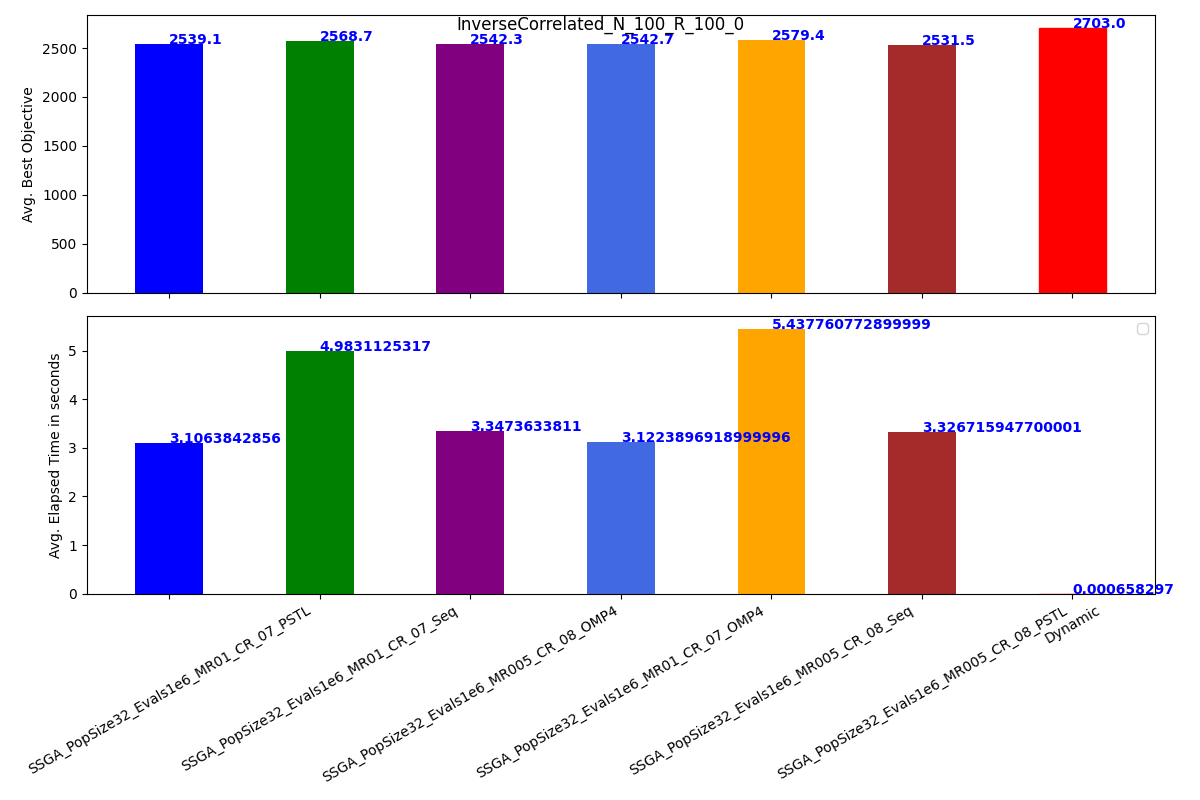 InverseCorrelated_N_100_R_100_0
2539.1
2568.7
2542.3
2542.7
2579.4
2531.5
2703.0
Avg. Best Objective
2500
2000
1500
1000
500
0
3.1063842856
4.9831125317
3.3473633811
3.1223896918999996
5.437760772899999
3.326715947700001
0.000658297
Avg. Elapsed Time in seconds
5
4
3
2
1
0
SSGA_PopSize32_Evals1e6_MR01_CR_07_PSTL
SSGA_PopSize32_Evals1e6_MR01_CR_07_Seq
SSGA_PopSize32_Evals1e6_MR005_CR_08_OMP4
SSGA_PopSize32_Evals1e6_MR01_CR_07_OMP4
SSGA_PopSize32_Evals1e6_MR005_CR_08_Seq
SSGA_PopSize32_Evals1e6_MR005_CR_08_PSTL
Dynamic